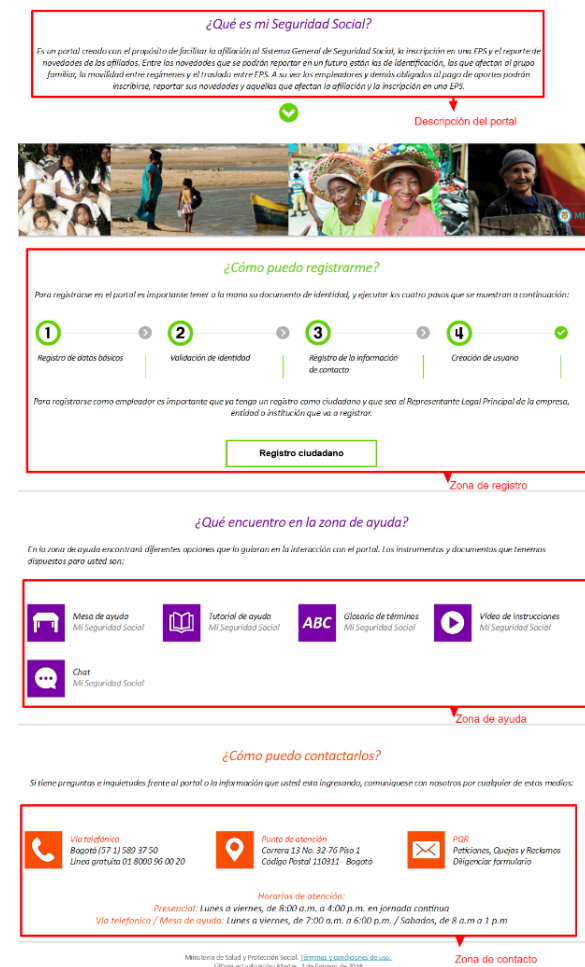 ¿Qué es mi Seguridad Social?
Es un portal creado con el propósito de facilitar la afiliación al Sistema General de Seguridad Social, la inscripción en una EPS y el reporte de
novedades de los afiliados. Entre las novedades que se podrán reportar en un futuro están las de identificación, las que afectan al grupo
familiar, la movilidad entre regímenes y el traslado entre EPS. A su vez los empleadores y demás obligados al pago de aportes podrán
inscribirse, reportar sus novedades y aquellas que afectan la afiliación y la inscripción en una EPS.
Descripción del portal
MI
¿Cómo puedo registrarme?
Para registrarse en el portal es importante tener a la mano su documento de identidad, y ejecutar los cuatro pasos que se muestran a continuación:
1 2 3 4
Registro de datos básicos Validación de identidad Registro de la información Creación de usuario
de contacto
Para registrarse como empleador es importante que ya tenga un registro como ciudadano y que sea el Representante Legal Principal de la empresa,
entidad o institución que va a registrar.
Registro ciudadano
Zona de registro
¿Qué encuentro en la zona de ayuda?
En la zona de ayuda encontrará diferentes opciones que lo guiaran en la interacción con el portal. Los instrumentos y documentos que tenemos
dispuestos para usted son:
Mesa de ayuda
Mi Seguridad Social
Tutorial de ayuda
Mi Seguridad Social
ABC
Glosario de términos
Mi Seguridad Social
Video de instrucciones
Mi Seguridad Social
Chat
Mi Seguridad Social
Zona de ayuda
¿Cómo puedo contactarlos?
Si tiene preguntas e inquietudes frente al portal o la información que usted esta ingresando, comuniquese con nosotros por cualquier de estos medios:
Vía telefónica
Bogotá (57-1) 589 37 50
Línea gratuita 01 8000 96 00 20
Punto de atención
Carrera 13 No. 32-76 Piso 1
Código Postal 110311 - Bogotá
PQR
Peticiones, Quejas y Reclamos
Diligenciar formulario
Horarios de atención:
Presencial: Lunes a viernes, de 8:00 a.m. a 4:00 p.m. en jornada continua
Vía telefonica / Mesa de ayuda: Lunes a viernes, de 7:00 a.m. a 6:00 p.m. / Sabados, de 8 a.m a 1 p.m
Ministerio de Salud y Protección Social. Términos y condiciones de uso.
Última actualización: Martes, 2 de Febrero de 2016
Zona de contacto